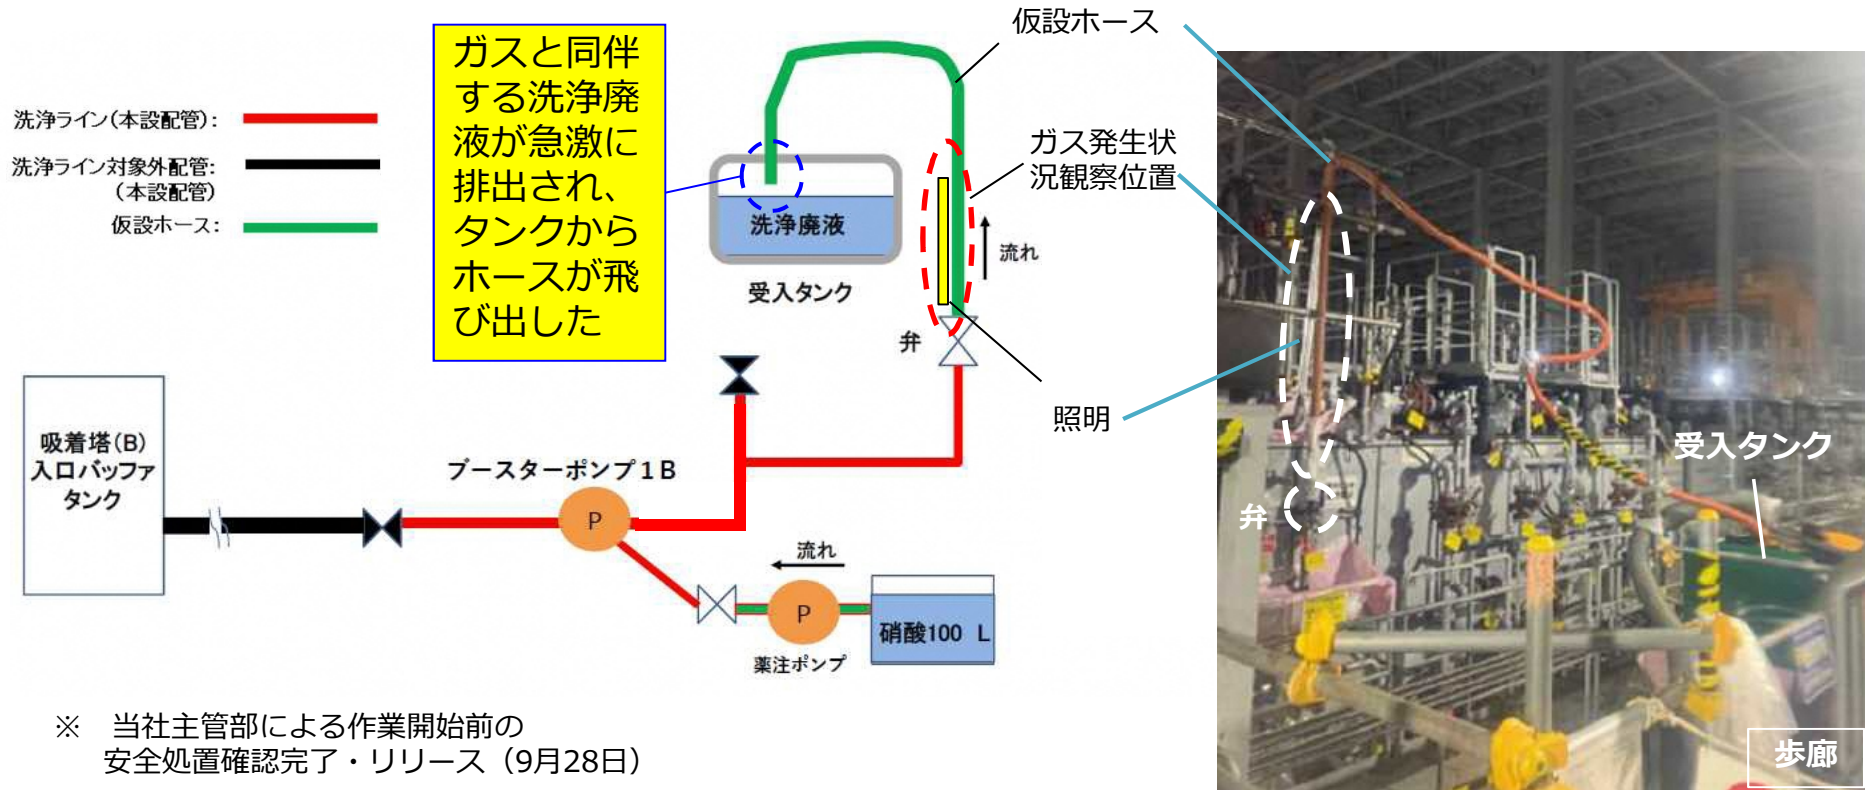 仮設ホース
ガスと同伴
する洗浄廃
液が急激に
排出され、
タンクから
ホースが飛
び出した
洗浄ライン(本設配管):
洗浄ライン対象外配管:
(本設配管)
仮設ホース:
ガス発生状
況観察位置
洗浄廃液
流れ
受入タンク
弁
照明
吸着塔(B)
入口バッファ
タンク
ブースターポンプ1B
P
流れ
P
硝酸100 L
薬注ポンプ
受入タンク
弁
歩廊
※ 当社主管部による作業開始前の
安全処置確認完了・リリース（9月28日）